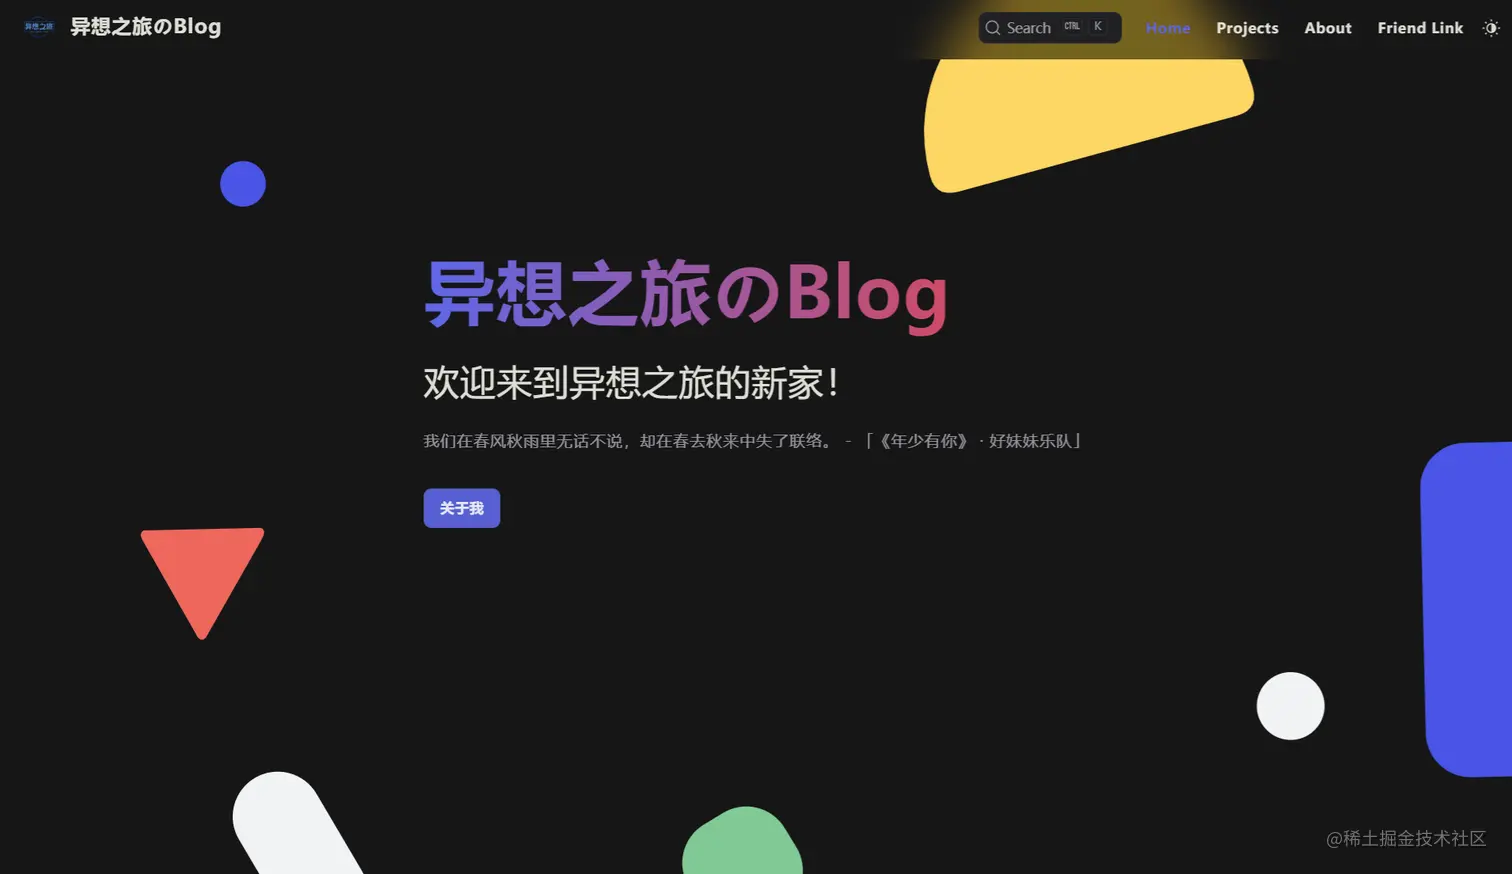 异想之旅
异想之旅のBlog
Search CTRL K
Home
Projects
About
Friend Link
异想之旅のBlog
欢迎来到异想之旅的新家！
我们在春风秋雨里无话不说，却在春去秋来中失了联络。 - 「《年少有你》 · 好妹妹乐队」
关于我
@稀土掘金技术社区